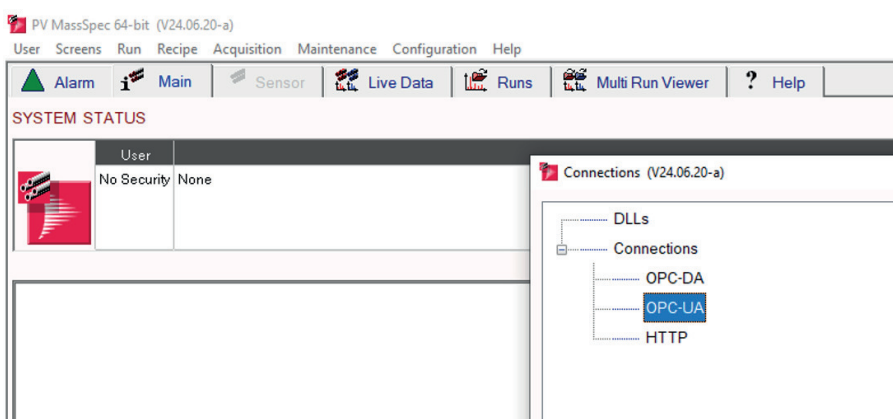 PV MassSpec 64-bit (V24.06.20-a)
User Screens Run Recipe Acquisition Maintenance Configuration Help
Alarm Main Sensor Live Data Runs Multi Run Viewer ? Help
SYSTEM STATUS
User
No Security None
Connections (V24.06.20-a)
DLLs
Connections
OPC-DA
OPC-UA
HTTP